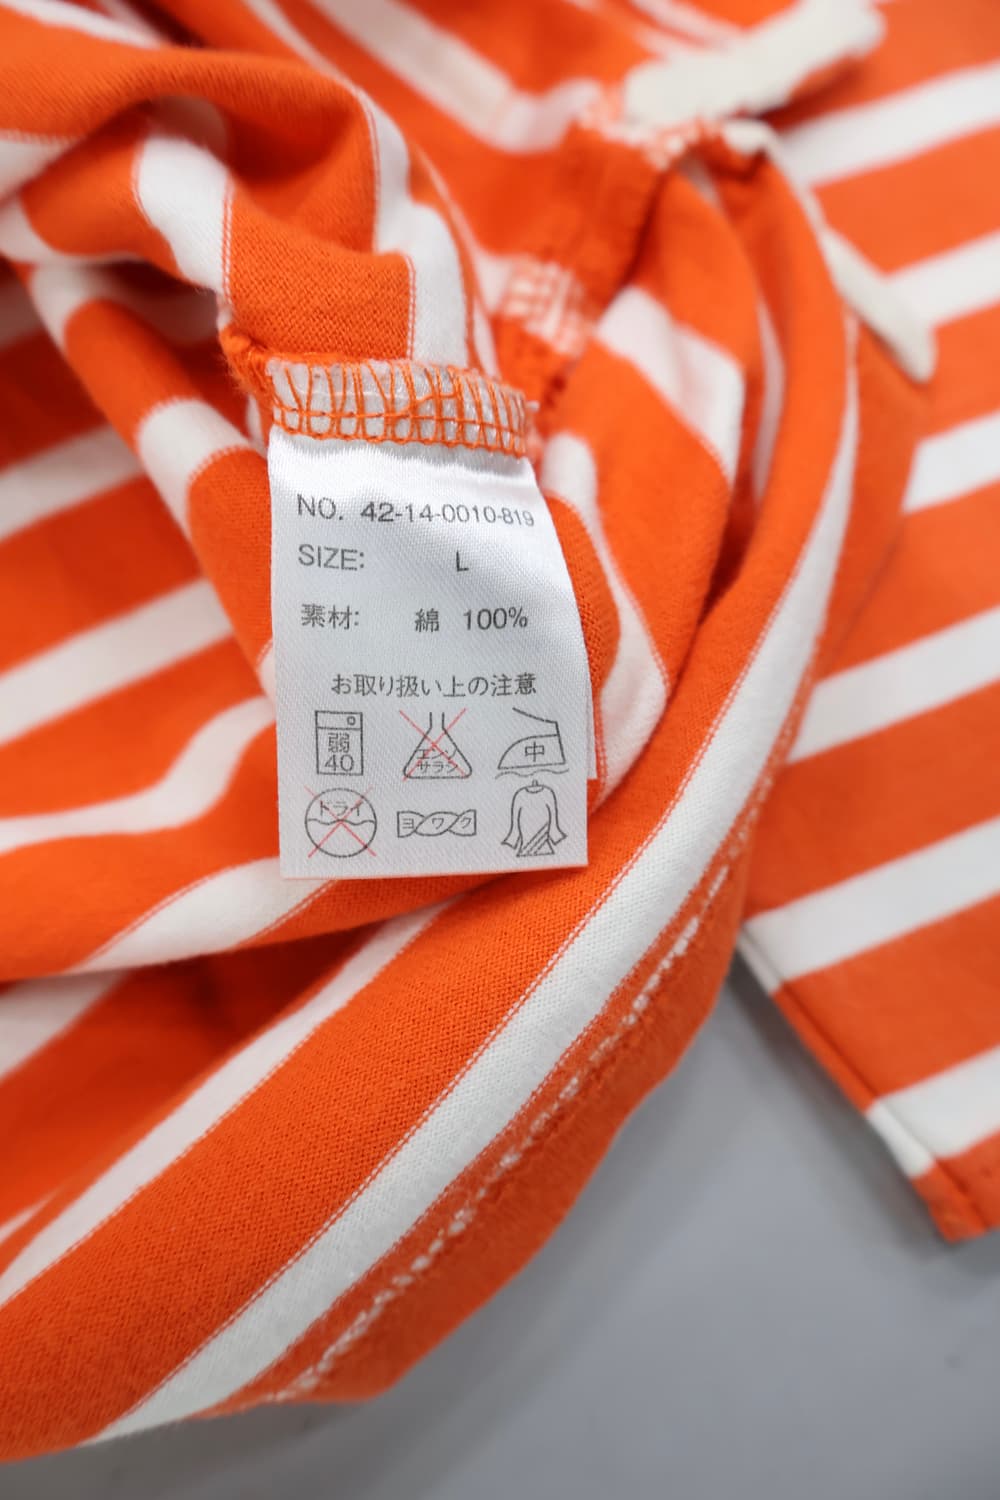 NO. 42-14-0010-819
SIZE: L
素材: 綿 100%
お取り扱い上の注意
弱 40
エンソ サラシ
中
ドライ
ヨワク